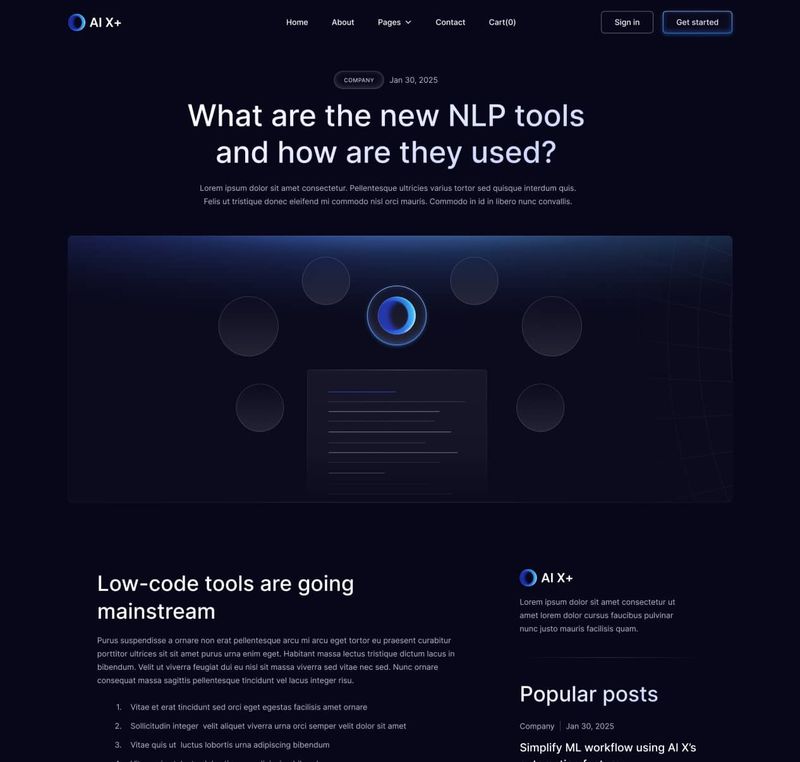 AI X+
Home About Pages Contact Cart(0)
Sign in Get started
COMPANY Jan 30, 2025
What are the new NLP tools
and how are they used?
Lorem ipsum dolor sit amet consectetur. Pellentesque ultricies varius tortor sed quisque interdum quis.
Felis ut tristique donec eleifend mi commodo nisl orci mauris. Commodo in id in libero nunc convallis.
Low-code tools are going
mainstream
Purus suspendisse a ornare non erat pellentesque arcu mi arcu eget tortor eu praesent curabitur
porttitor ultrices sit sit amet purus urna enim eget. Habitant massa lectus tristique dictum lacus in
bibendum. Velit ut viverra feugiat dui eu nisl sit massa viverra sed vitae nec sed. Nunc ornare
consequat massa sagittis pellentesque tincidunt vel lacus integer risu.
1. Vitae et erat tincidunt sed orci eget egestas facilisis amet ornare
2. Sollicitudin integer velit aliquet viverra urna orci semper velit dolor sit amet
3. Vitae quis ut luctus lobortis urna adipiscing bibendum
AI X+
Lorem ipsum dolor sit amet consectetur ut
amet lorem dolor cursus faucibus pulvinar
nunc justo mauris facilisis quam.
Popular posts
Company Jan 30, 2025
Simplify ML workflow using AI X's